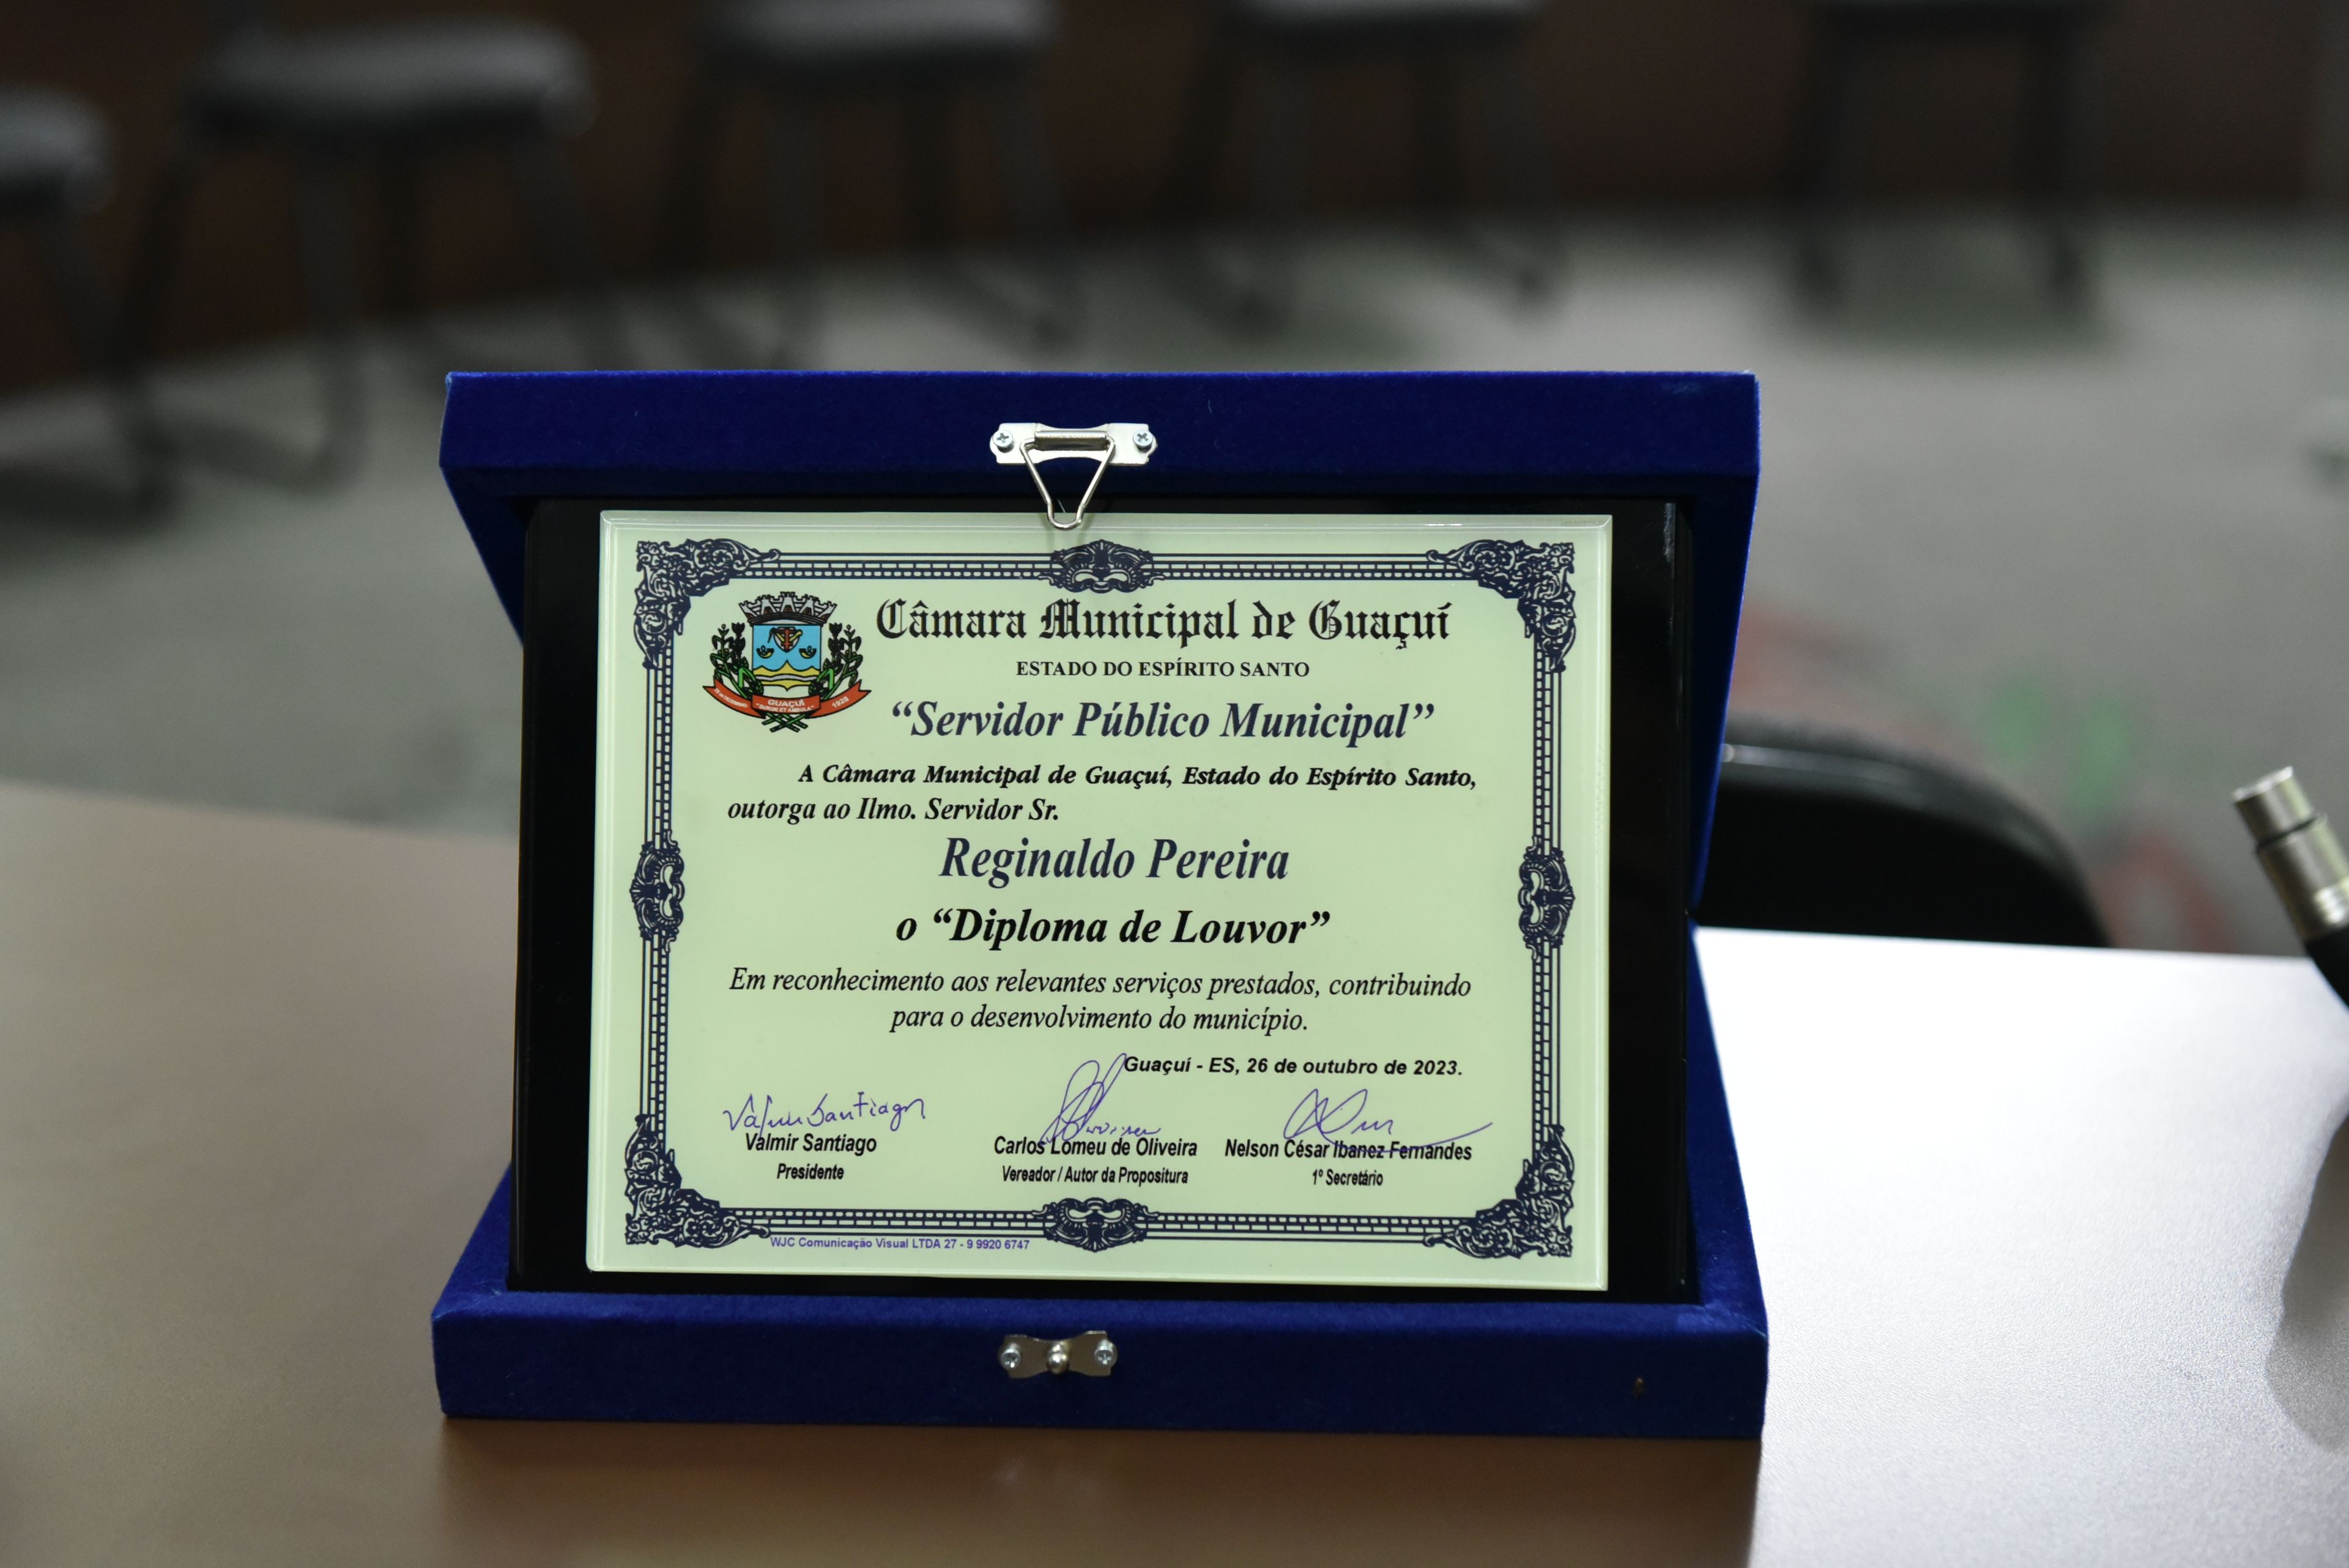 Câmara Municipal de Guaçuí
ESTADO DO ESPÍRITO SANTO
GUAÇUÍ
1928
“Servidor Público Municipal”
A Câmara Municipal de Guaçuí, Estado do Espírito Santo,
outorga ao Ilmo. Servidor Sr.
Reginaldo Pereira
o “Diploma de Louvor”
Em reconhecimento aos relevantes serviços prestados, contribuindo
para o desenvolvimento do município.
Guaçuí - ES, 26 de outubro de 2023.
Valmir Santiago
Valmir Santiago Carlos Lomeu de Oliveira Nelson César Ibanez Fernandes
Presidente Vereador / Autor da Propositura 1º Secretário
WJC Comunicação Visual LTDA 27 - 9 9920 6747